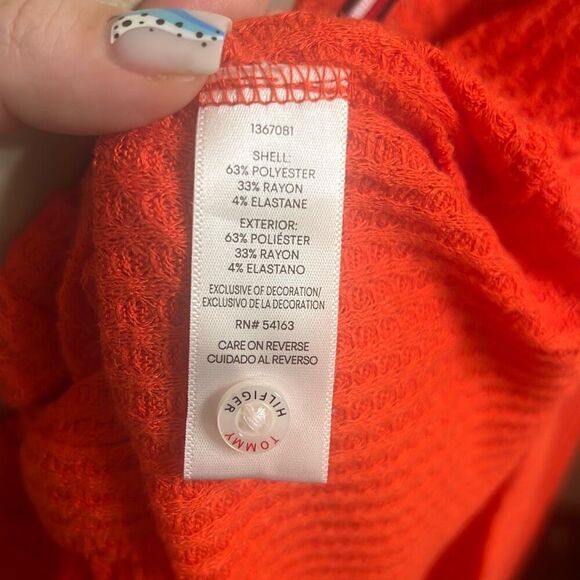 1367081
SHELL:
63% POLYESTER
33% RAYON
4% ELASTANE
EXTERIOR:
63% POLIÉSTER
33% RAYON
4% ELASTANO
EXCLUSIVE OF DECORATION/
EXCLUSIVO DE LA DECORATION
RN# 54163
CARE ON REVERSE
CUIDADO AL REVERSO
TOMMY
HILFIGER